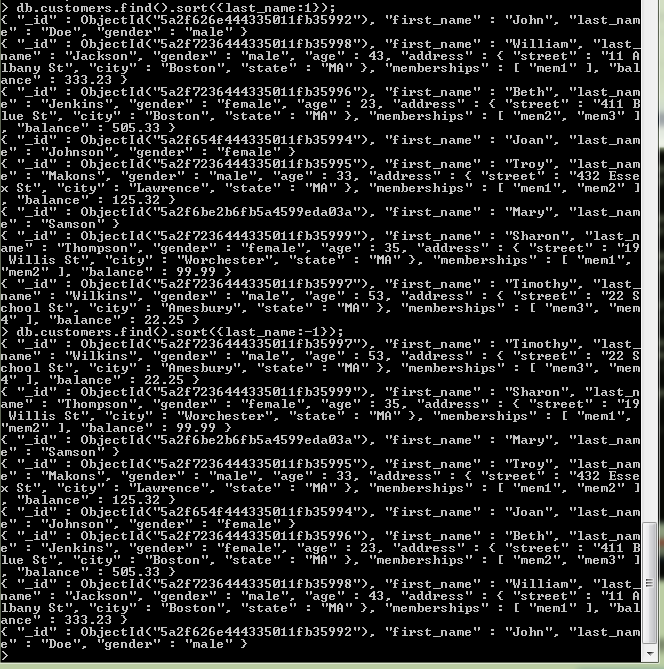 > db.customers.find().sort({last_name:1});
{ "_id" : ObjectId("5a2f626e444335011fb35992"), "first_name" : "John", "last_nam
e" : "Doe", "gender" : "male" }
{ "_id" : ObjectId("5a2f7236444335011fb35998"), "first_name" : "William", "last_
name" : "Jackson", "gender" : "male", "age" : 43, "address" : { "street" : "11 A
lbany St", "city" : "Boston", "state" : "MA" }, "memberships" : [ "mem1" ], "bal
ance" : 333.23 }
{ "_id" : ObjectId("5a2f7236444335011fb35996"), "first_name" : "Beth", "last_nam
e" : "Jenkins", "gender" : "female", "age" : 23, "address" : { "street" : "411 B
lue St", "city" : "Boston", "state" : "MA" }, "memberships" : [ "mem2", "mem3" ]
, "balance" : 505.33 }
{ "_id" : ObjectId("5a2f654f444335011fb35994"), "first_name" : "Joan", "last_nam
e" : "Johnson", "gender" : "female" }
{ "_id" : ObjectId("5a2f7236444335011fb35995"), "first_name" : "Troy", "last_nam
e" : "Makons", "gender" : "male", "age" : 33, "address" : { "street" : "432 Esse
x St", "city" : "Lawrence", "state" : "MA" }, "memberships" : [ "mem1", "mem2" ]
, "balance" : 125.32 }
{ "_id" : ObjectId("5a2f6be2b6fb5a4599eda03a"), "first_name" : "Mary", "last_nam
e" : "Samson" }
{ "_id" : ObjectId("5a2f7236444335011fb35999"), "first_name" : "Sharon", "last_n
ame" : "Thompson", "gender" : "female", "age" : 35, "address" : { "street" : "19
 Willis St", "city" : "Worchester", "state" : "MA" }, "memberships" : [ "mem1",
"mem2" ], "balance" : 99.99 }
{ "_id" : ObjectId("5a2f7236444335011fb35997"), "first_name" : "Timothy", "last_
name" : "Wilkins", "gender" : "male", "age" : 53, "address" : { "street" : "22 S
chool St", "city" : "Amesbury", "state" : "MA" }, "memberships" : [ "mem3", "mem
4" ], "balance" : 22.25 }
> db.customers.find().sort({last_name:-1});
{ "_id" : ObjectId("5a2f7236444335011fb35997"), "first_name" : "Timothy", "last_
name" : "Wilkins", "gender" : "male", "age" : 53, "address" : { "street" : "22 S
chool St", "city" : "Amesbury", "state" : "MA" }, "memberships" : [ "mem3", "mem
4" ], "balance" : 22.25 }
{ "_id" : ObjectId("5a2f7236444335011fb35999"), "first_name" : "Sharon", "last_n
ame" : "Thompson", "gender" : "female", "age" : 35, "address" : { "street" : "19
 Willis St", "city" : "Worchester", "state" : "MA" }, "memberships" : [ "mem1",
"mem2" ], "balance" : 99.99 }
{ "_id" : ObjectId("5a2f6be2b6fb5a4599eda03a"), "first_name" : "Mary", "last_nam
e" : "Samson" }
{ "_id" : ObjectId("5a2f7236444335011fb35995"), "first_name" : "Troy", "last_nam
e" : "Makons", "gender" : "male", "age" : 33, "address" : { "street" : "432 Esse
x St", "city" : "Lawrence", "state" : "MA" }, "memberships" : [ "mem1", "mem2" ]
, "balance" : 125.32 }
{ "_id" : ObjectId("5a2f654f444335011fb35994"), "first_name" : "Joan", "last_nam
e" : "Johnson", "gender" : "female" }
{ "_id" : ObjectId("5a2f7236444335011fb35996"), "first_name" : "Beth", "last_nam
e" : "Jenkins", "gender" : "female", "age" : 23, "address" : { "street" : "411 B
lue St", "city" : "Boston", "state" : "MA" }, "memberships" : [ "mem2", "mem3" ]
, "balance" : 505.33 }
{ "_id" : ObjectId("5a2f7236444335011fb35998"), "first_name" : "William", "last_
name" : "Jackson", "gender" : "male", "age" : 43, "address" : { "street" : "11 A
lbany St", "city" : "Boston", "state" : "MA" }, "memberships" : [ "mem1" ], "bal
ance" : 333.23 }
{ "_id" : ObjectId("5a2f626e444335011fb35992"), "first_name" : "John", "last_nam
e" : "Doe", "gender" : "male" }
>